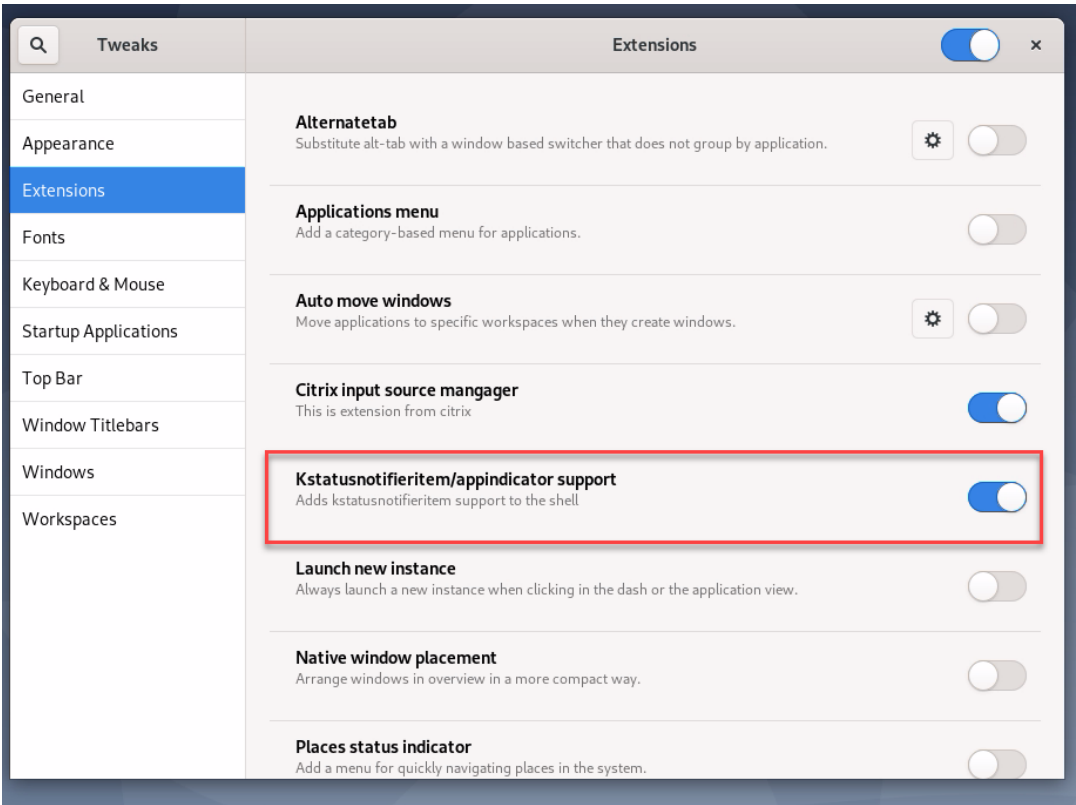 Tweaks
Extensions
General
Appearance
Extensions
Fonts
Keyboard & Mouse
Startup Applications
Top Bar
Window Titlebars
Windows
Workspaces
Alternatetab
Substitute alt-tab with a window based switcher that does not group by application.
Applications menu
Add a category-based menu for applications.
Auto move windows
Move applications to specific workspaces when they create windows.
Citrix input source mangager
This is extension from citrix
Kstatusnotifieritem/appindicator support
Adds kstatusnotifieritem support to the shell
Launch new instance
Always launch a new instance when clicking in the dash or the application view.
Native window placement
Arrange windows in overview in a more compact way.
Places status indicator
Add a menu for quickly navigating places in the system.